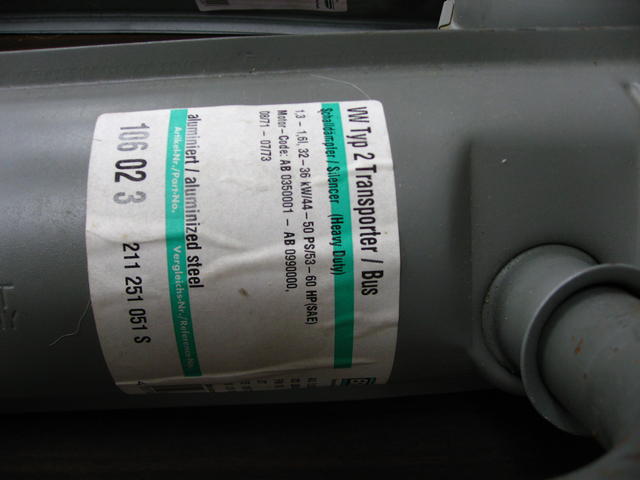 VW Typ 2 Transporter / Bus
Schalldämpfer / Silencer (Heavy Duty)
1,3 – 1,6l, 32 – 36 kW/44 – 50 PS/53 – 60 HP(SAE)
Motor – Code: AB 0350001 – AB 0990000,
08/71 – 07/73
aluminiert / aluminized steel
Artikel-Nr./Part-No. Vergleichs-Nr./Reference-No.
106 02 3 211 251 051 S